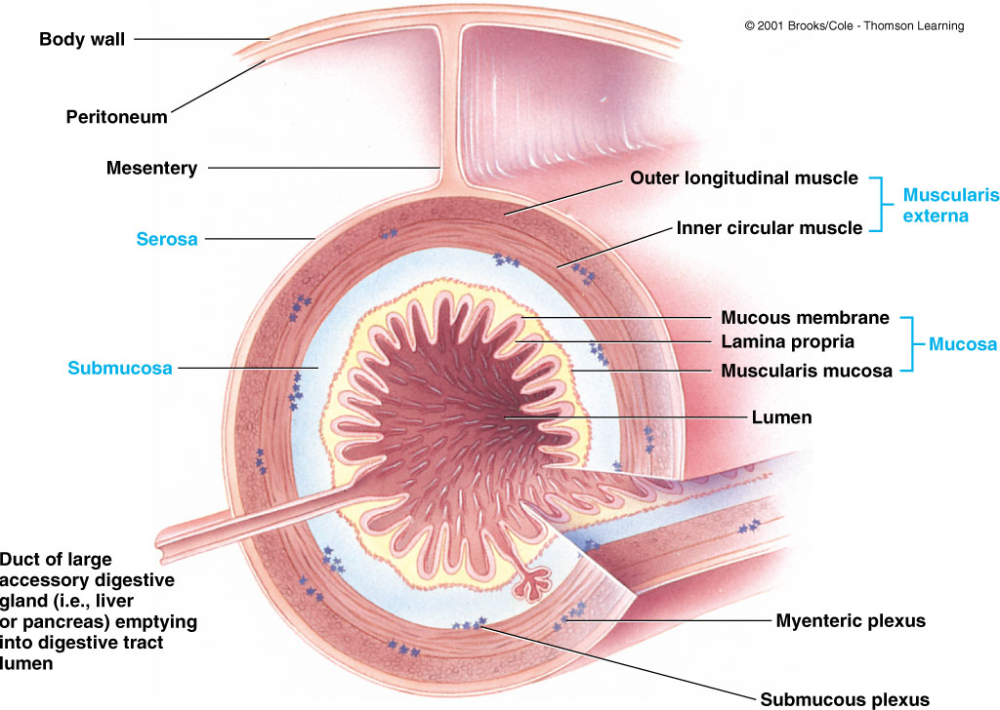 © 2001 Brooks/Cole - Thomson Learning
Body wall
Peritoneum
Mesentery
Serosa
Submucosa
Outer longitudinal muscle
Inner circular muscle
Muscularis
externa
Mucous membrane
Lamina propria
Muscularis mucosa
Mucosa
Lumen
Duct of large
accessory digestive
gland (i.e., liver
or pancreas) emptying
into digestive tract
lumen
Myenteric plexus
Submucous plexus